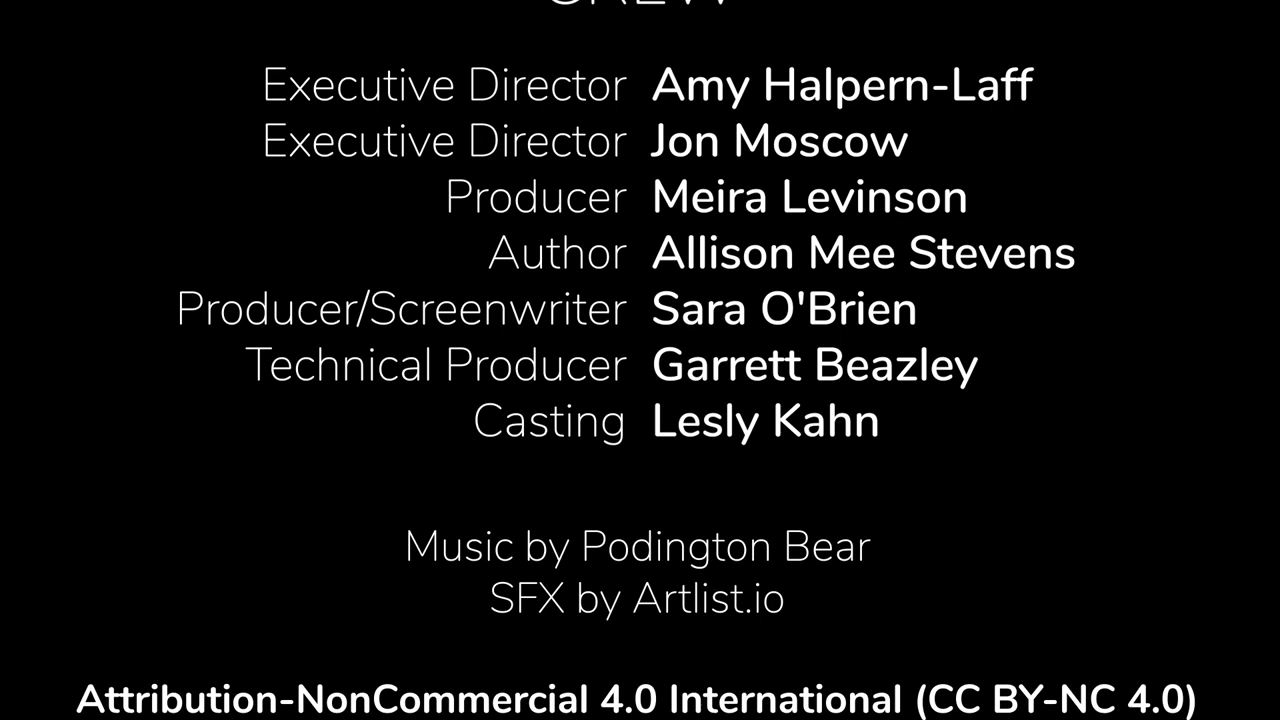 CREW
Executive Director Amy Halpern-Laff
Executive Director Jon Moscow
Producer Meira Levinson
Author Allison Mee Stevens
Producer/Screenwriter Sara O'Brien
Technical Producer Garrett Beazley
Casting Lesly Kahn
Music by Podington Bear
SFX by Artlist.io
Attribution-NonCommercial 4.0 International (CC BY-NC 4.0)